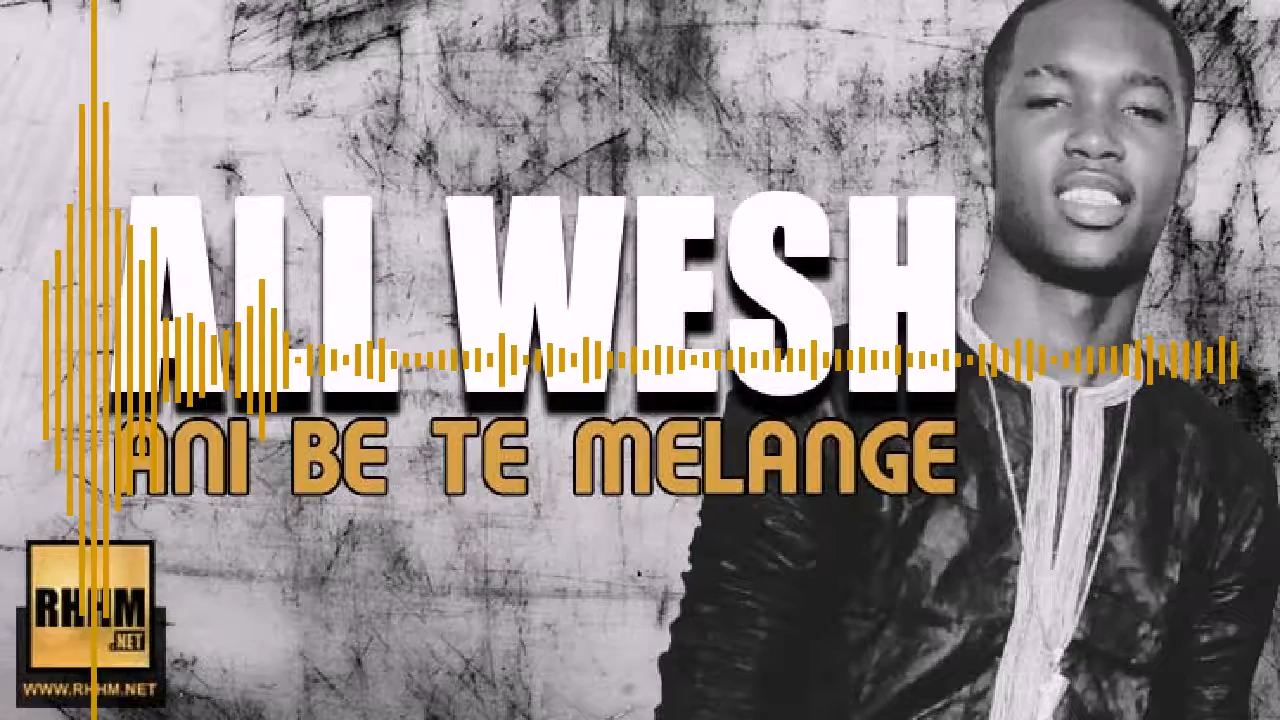 ALL WESH
ANI BE TE MELANGE
RHHM
.NET
WWW.RHHM.NET